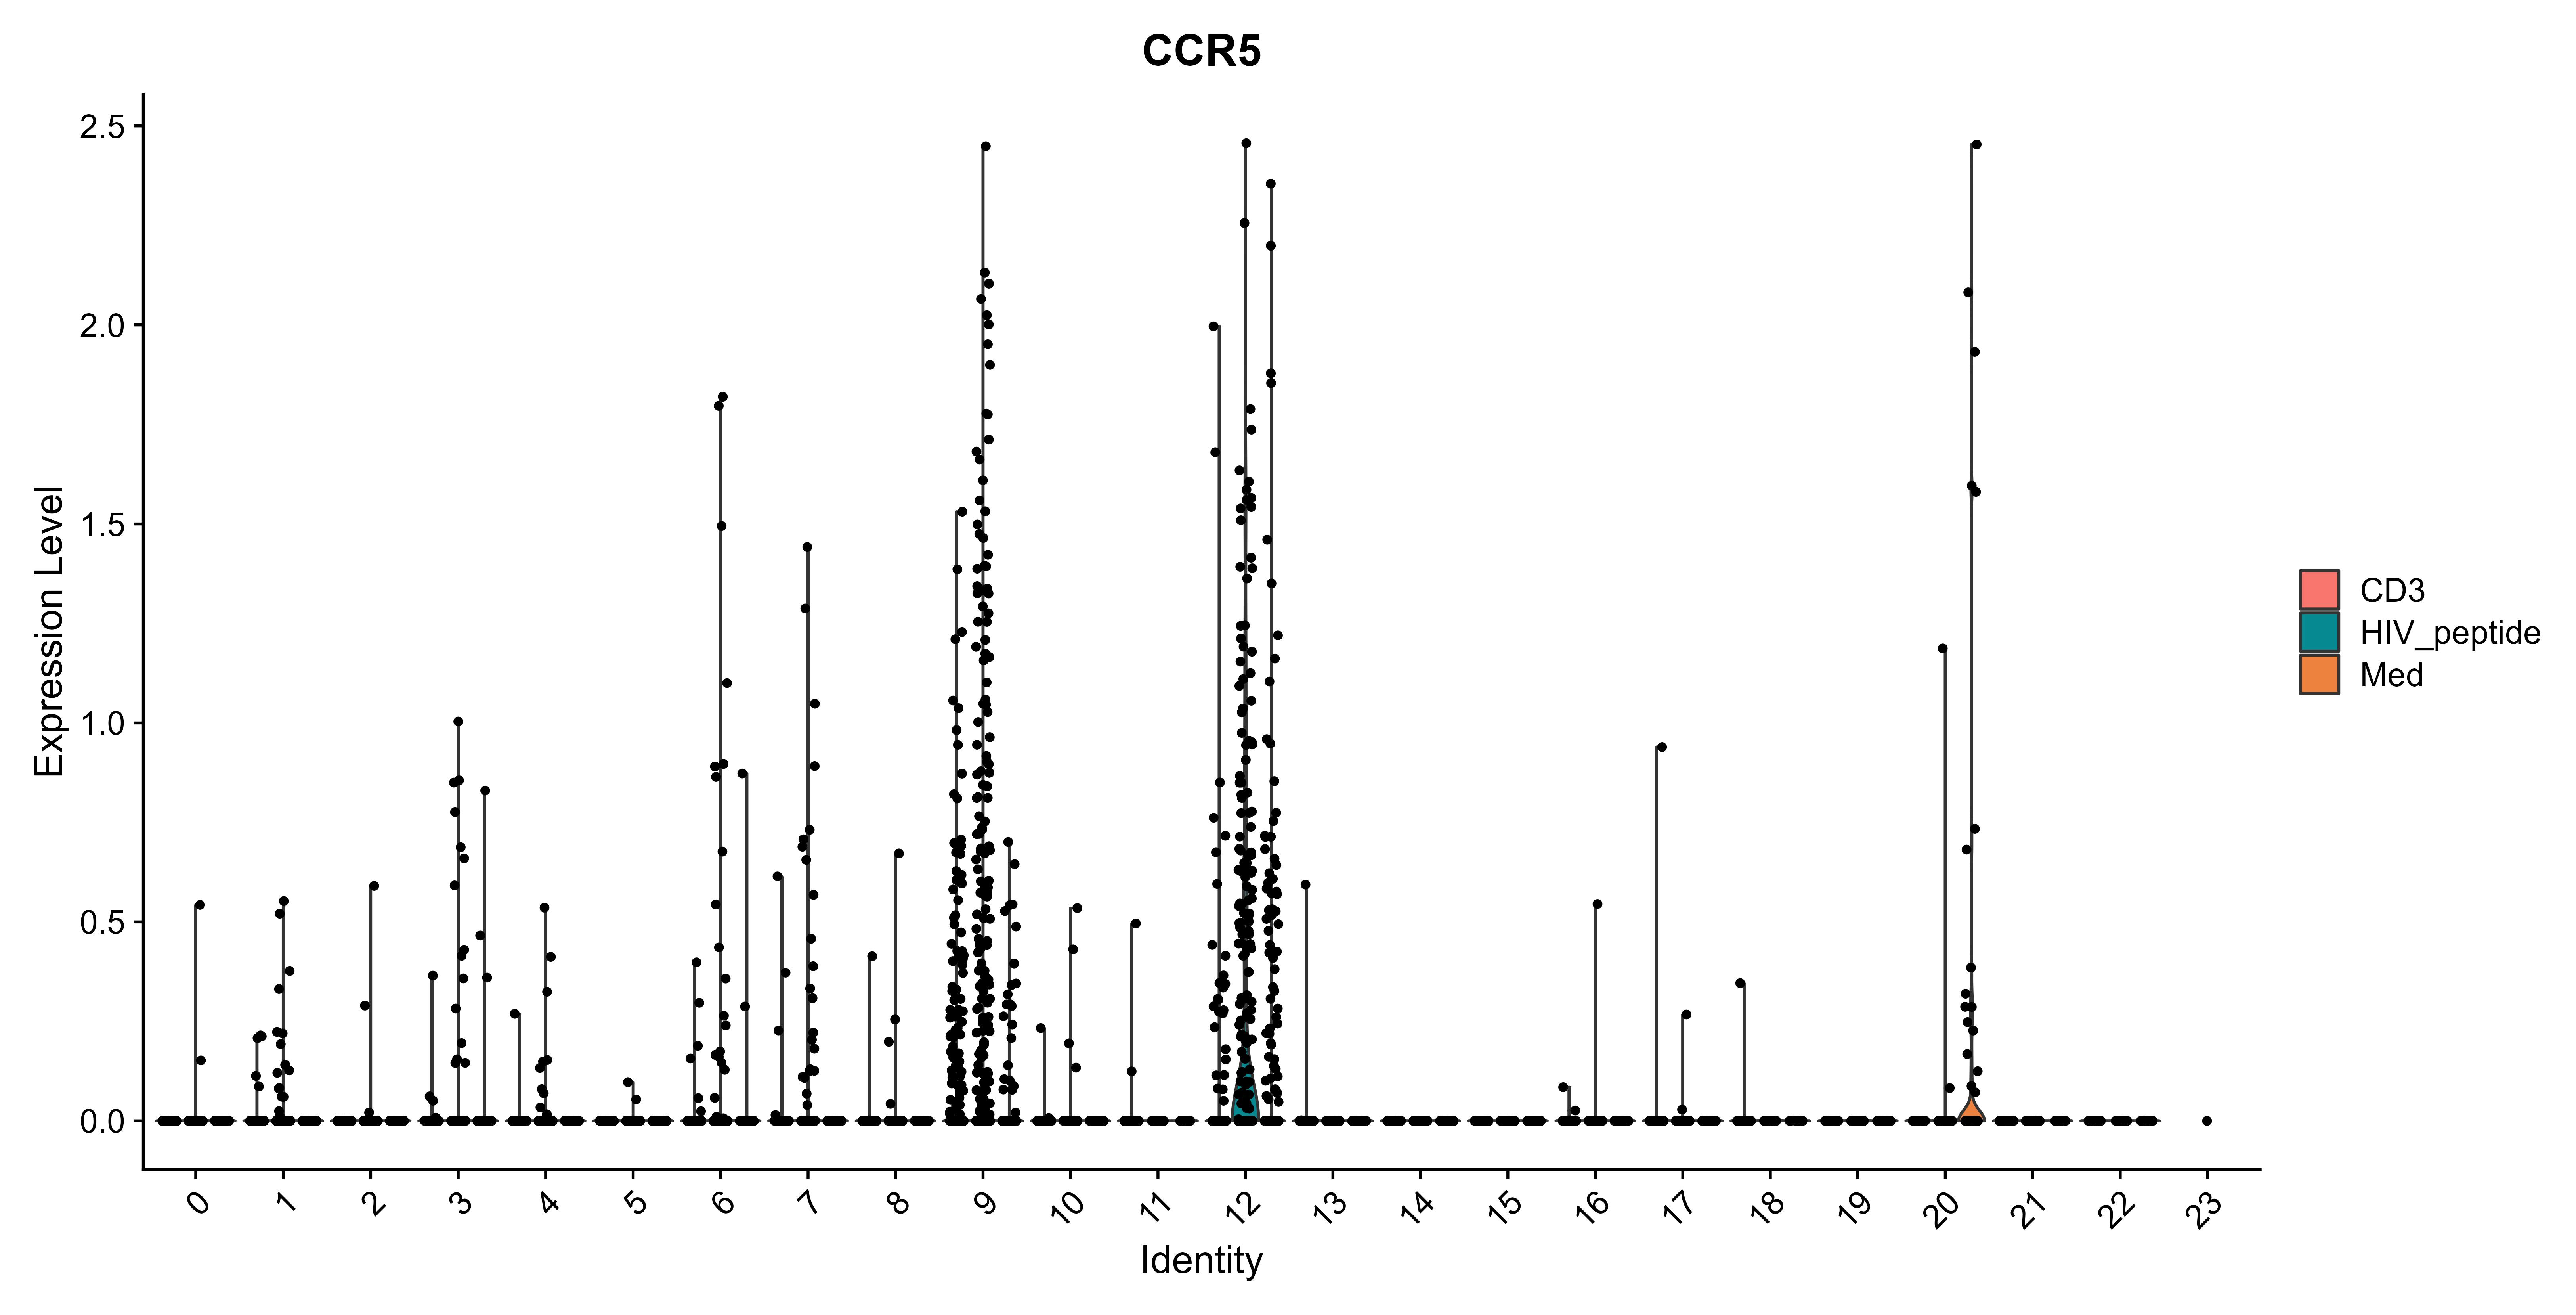 CCR5
2.5
2.0
1.5
1.0
0.5
0.0
Expression Level
0 1 2 3 4 5 6 7 8 9 10 11 12 13 14 15 16 17 18 19 20 21 22 23
Identity
CD3
HIV_peptide
Med